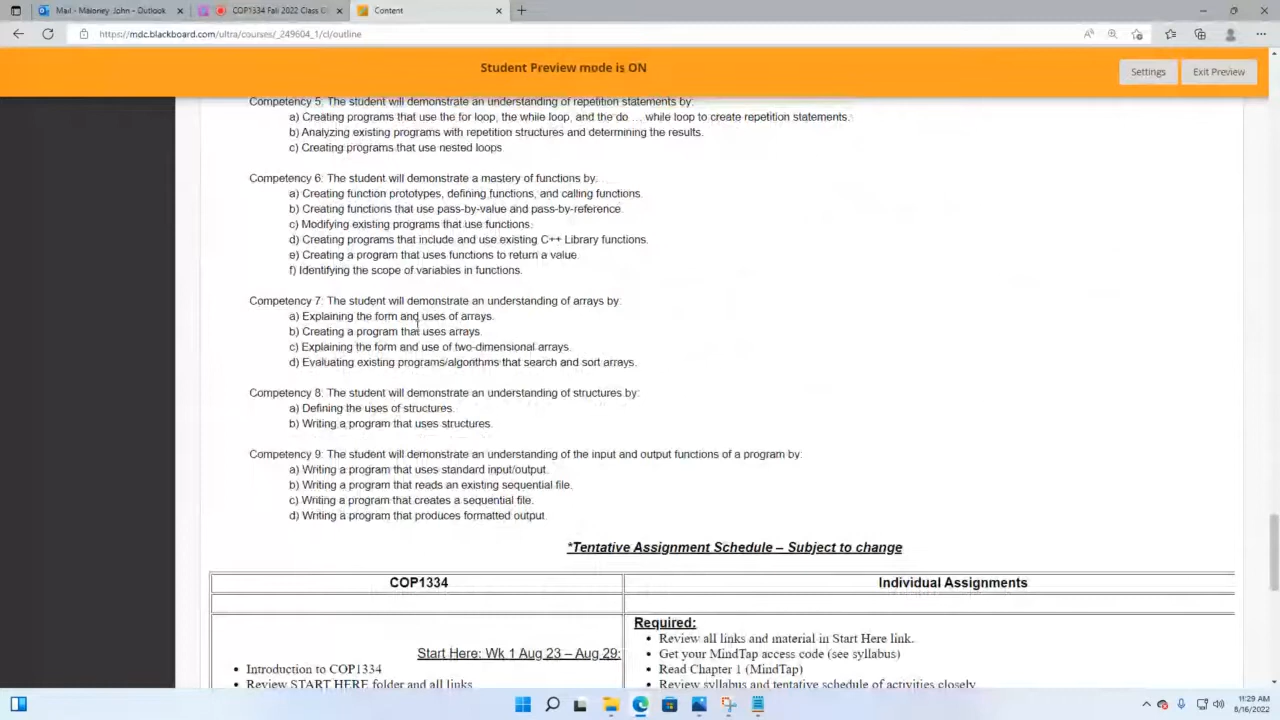 Mail - Maloney, John - Outlook
COP1334 Fall 2022 Class
Content
https://mdc.blackboard.com/ultra/courses/_249604_1/cl/outline
Student Preview mode is ON
Settings
Exit Preview
Competency 5: The student will demonstrate an understanding of repetition statements by:
a) Creating programs that use the for loop, the while loop, and the do ... while loop to create repetition statements.
b) Analyzing existing programs with repetition structures and determining the results.
c) Creating programs that use nested loops.
Competency 6: The student will demonstrate a mastery of functions by:
a) Creating function prototypes, defining functions, and calling functions.
b) Creating functions that use pass-by-value and pass-by-reference.
c) Modifying existing programs that use functions.
d) Creating programs that include and use existing C++ Library functions.
e) Creating a program that uses functions to return a value.
f) Identifying the scope of variables in functions.
Competency 7: The student will demonstrate an understanding of arrays by:
a) Explaining the form and uses of arrays.
b) Creating a program that uses arrays.
c) Explaining the form and use of two-dimensional arrays.
d) Evaluating existing programs/algorithms that search and sort arrays.
Competency 8: The student will demonstrate an understanding of structures by:
a) Defining the uses of structures.
b) Writing a program that uses structures.
Competency 9: The student will demonstrate an understanding of the input and output functions of a program by:
a) Writing a program that uses standard input/output.
b) Writing a program that reads an existing sequential file.
c) Writing a program that creates a sequential file.
d) Writing a program that produces formatted output.
*Tentative Assignment Schedule – Subject to change
COP1334
Individual Assignments
Start Here: Wk 1 Aug 23 – Aug 29:
• Introduction to COP1334
• Review START HERE folder and all links
Required:
• Review all links and material in Start Here link.
• Get your MindTap access code (see syllabus)
• Read Chapter 1 (MindTap)
• Review syllabus and tentative schedule of activities closely
11:29 AM
8/16/2022